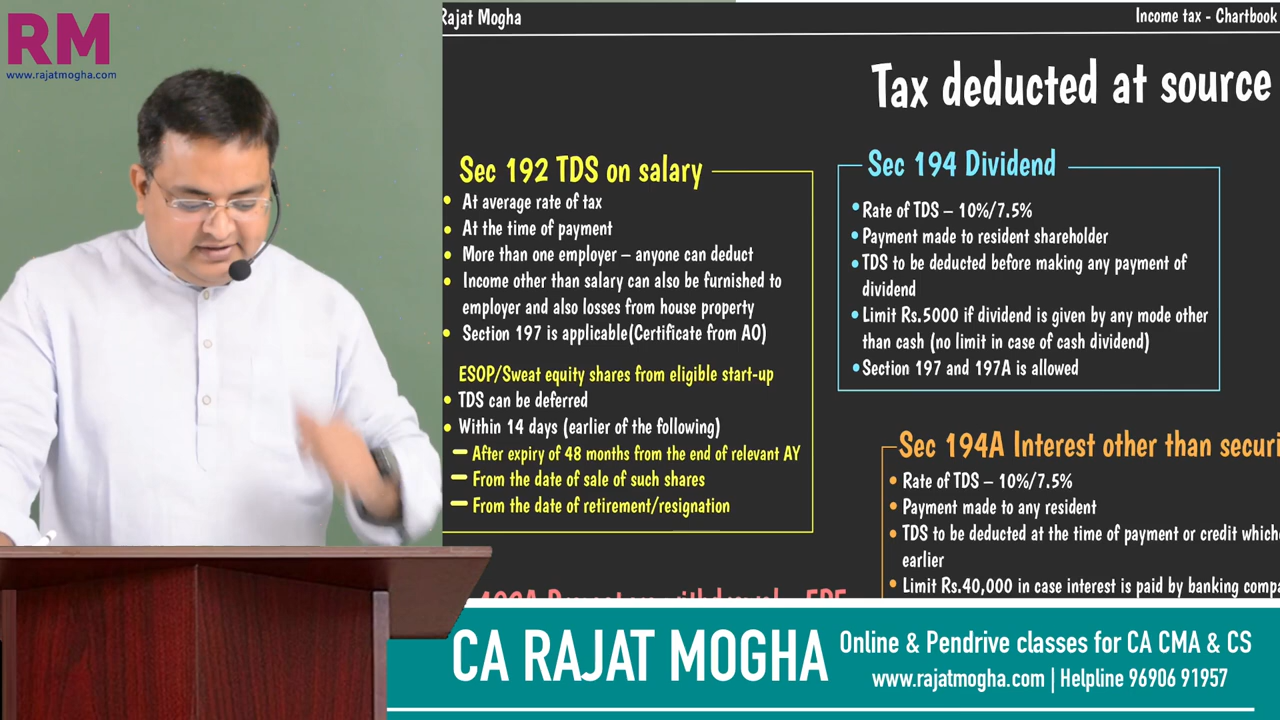 RM
www.rajatmogha.com
Rajat Mogha
Income tax - Chartbook
Tax deducted at source
Sec 192 TDS on salary
• At average rate of tax
• At the time of payment
• More than one employer – anyone can deduct
• Income other than salary can also be furnished to
employer and also losses from house property
• Section 197 is applicable(Certificate from AO)
ESOP/Sweat equity shares from eligible start-up
• TDS can be deferred
• Within 14 days (earlier of the following)
– After expiry of 48 months from the end of relevant AY
– From the date of sale of such shares
– From the date of retirement/resignation
Sec 194 Dividend
• Rate of TDS – 10%/7.5%
• Payment made to resident shareholder
• TDS to be deducted before making any payment of
dividend
• Limit Rs.5000 if dividend is given by any mode other
than cash (no limit in case of cash dividend)
• Section 197 and 197A is allowed
Sec 194A Interest other than securi
• Rate of TDS – 10%/7.5%
• Payment made to any resident
• TDS to be deducted at the time of payment or credit whiche
earlier
• Limit Rs.40,000 in case interest is paid by banking compa
CA RAJAT MOGHA
Online & Pendrive classes for CA CMA & CS
www.rajatmogha.com | Helpline 96906 91957